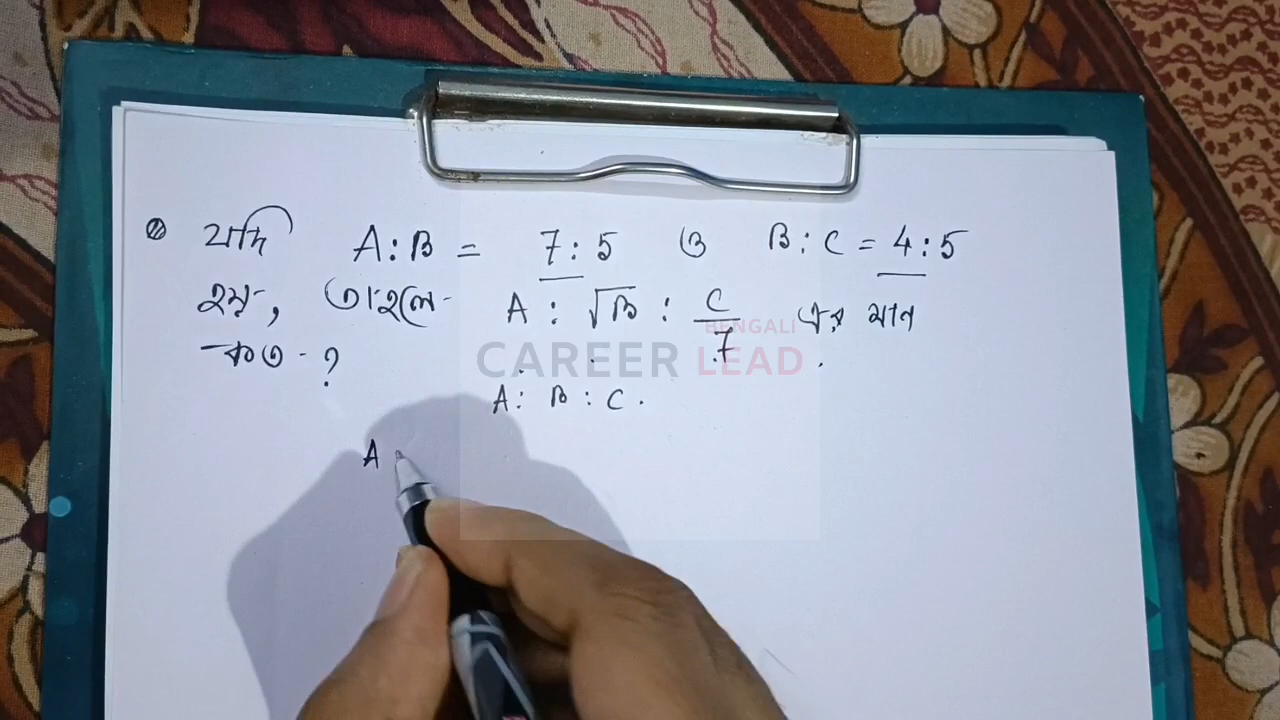 যদি A : B = 7 : 5 ও B : C = 4 : 5
হয়, তাহলে A : √B : C/7 এর মান
কত ?
BENGALI
CAREER LEAD
A : B : C .
A